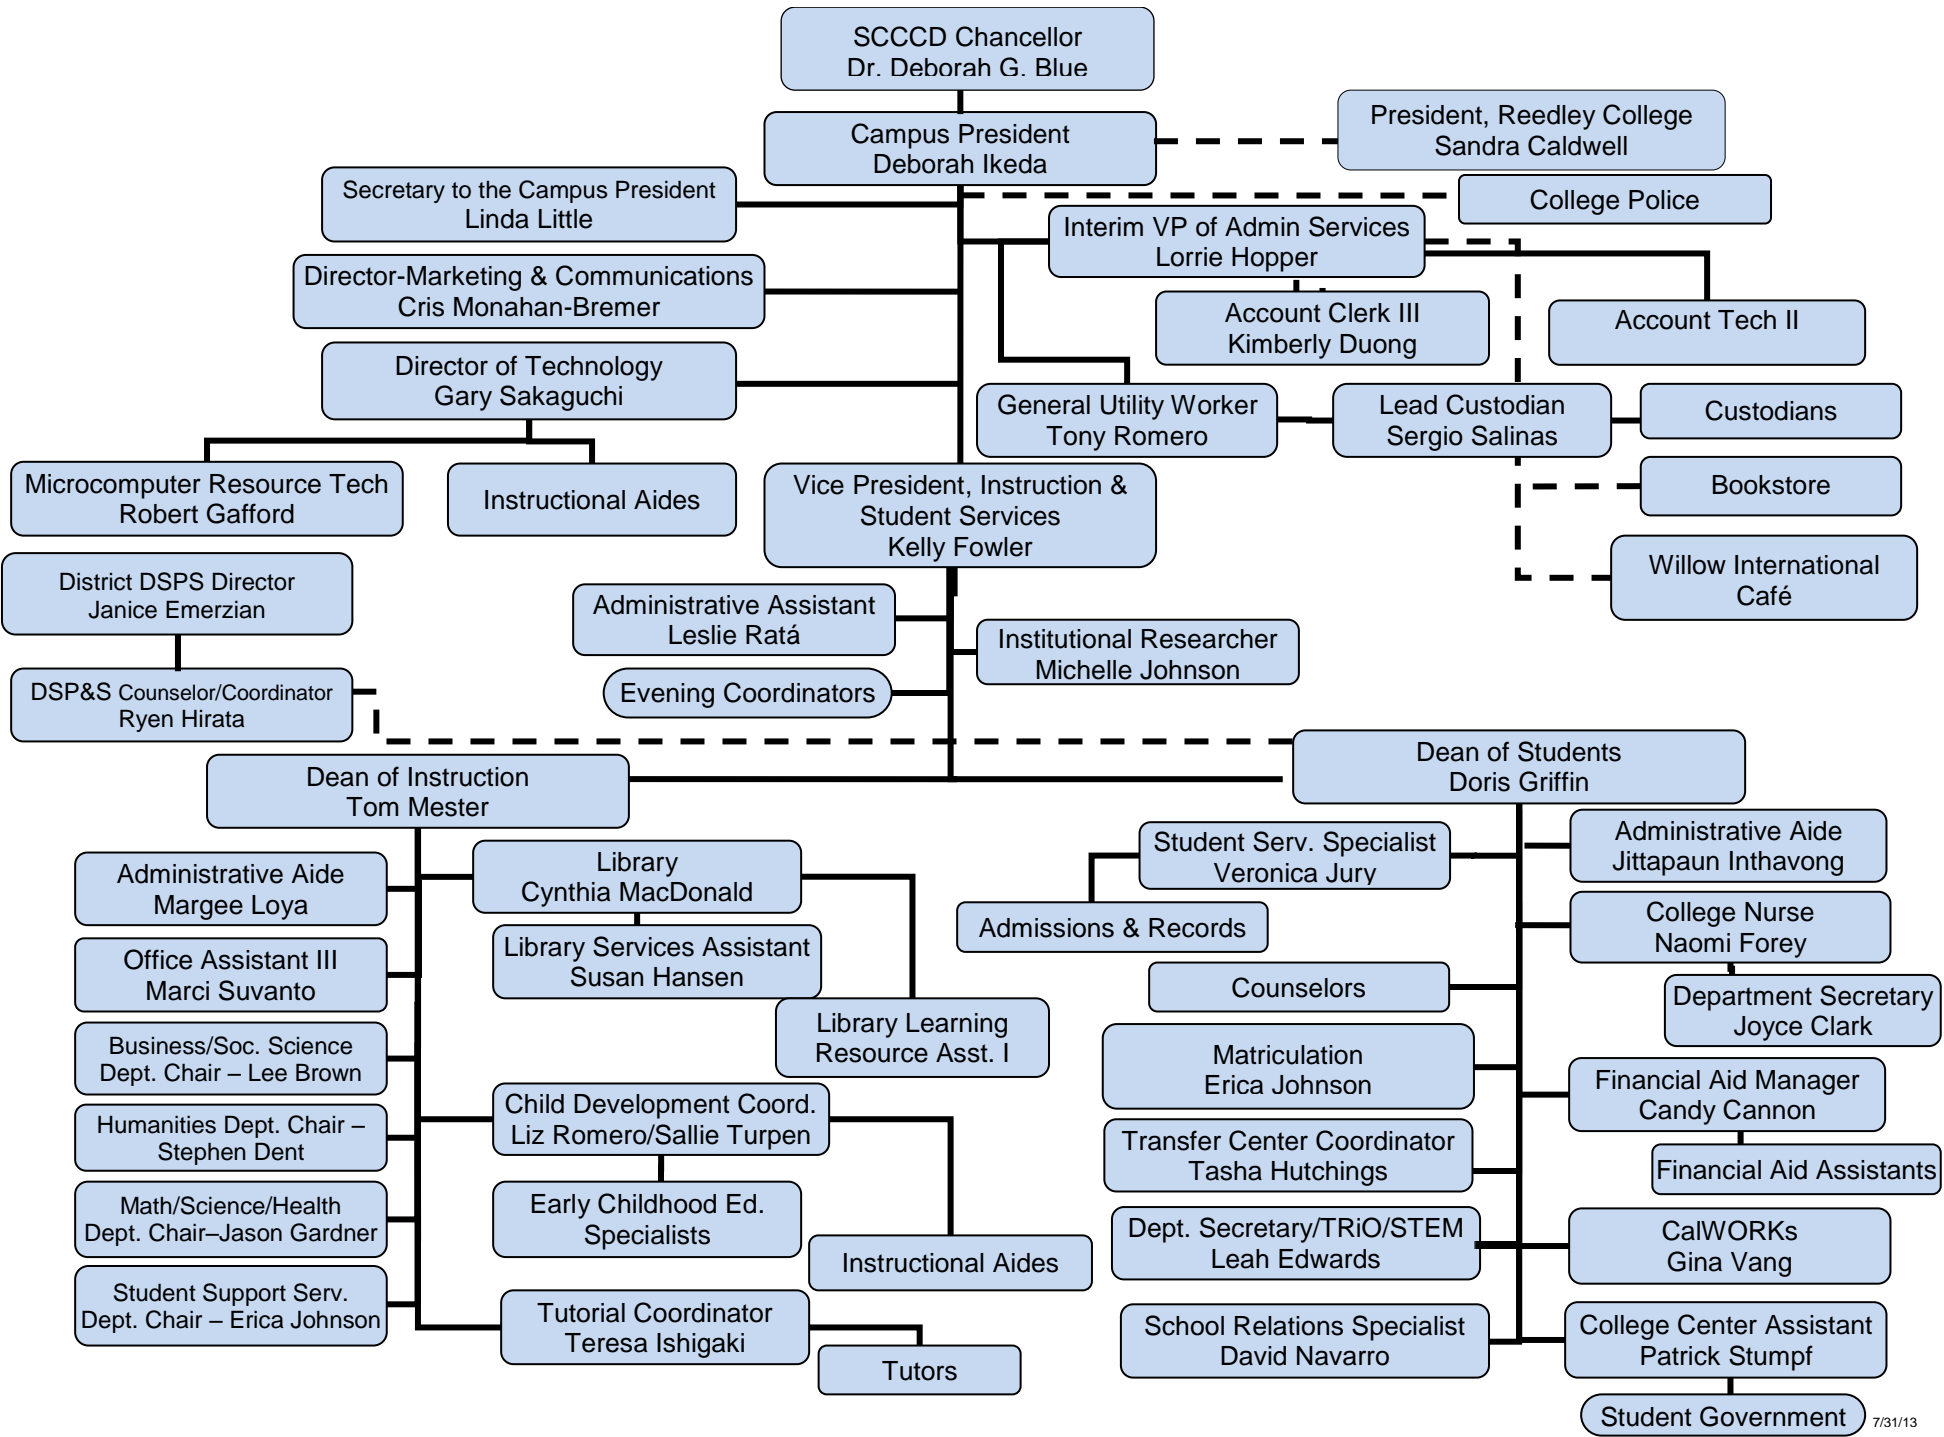 SCCCD Chancellor
Dr. Deborah G. Blue
Campus President
Deborah Ikeda
President, Reedley College
Sandra Caldwell
Secretary to the Campus President
Linda Little
College Police
Interim VP of Admin Services
Lorrie Hopper
Director-Marketing & Communications
Cris Monahan-Bremer
Account Clerk III
Kimberly Duong
Account Tech II
Director of Technology
Gary Sakaguchi
General Utility Worker
Tony Romero
Lead Custodian
Sergio Salinas
Custodians
Microcomputer Resource Tech
Robert Gafford
Instructional Aides
Vice President, Instruction &
Student Services
Kelly Fowler
Bookstore
Willow International
Café
District DSPS Director
Janice Emerzian
Administrative Assistant
Leslie Ratá
Institutional Researcher
Michelle Johnson
DSP&S Counselor/Coordinator
Ryen Hirata
Evening Coordinators
Dean of Instruction
Tom Mester
Dean of Students
Doris Griffin
Administrative Aide
Margee Loya
Library
Cynthia MacDonald
Student Serv. Specialist
Veronica Jury
Administrative Aide
Jittapaun Inthavong
Admissions & Records
College Nurse
Naomi Forey
Office Assistant III
Marci Suvanto
Library Services Assistant
Susan Hansen
Counselors
Department Secretary
Joyce Clark
Library Learning
Resource Asst. I
Business/Soc. Science
Dept. Chair – Lee Brown
Matriculation
Erica Johnson
Financial Aid Manager
Candy Cannon
Humanities Dept. Chair –
Stephen Dent
Child Development Coord.
Liz Romero/Sallie Turpen
Transfer Center Coordinator
Tasha Hutchings
Financial Aid Assistants
Math/Science/Health
Dept. Chair–Jason Gardner
Early Childhood Ed.
Specialists
Instructional Aides
Dept. Secretary/TRiO/STEM
Leah Edwards
CalWORKs
Gina Vang
Student Support Serv.
Dept. Chair – Erica Johnson
Tutorial Coordinator
Teresa Ishigaki
Tutors
School Relations Specialist
David Navarro
College Center Assistant
Patrick Stumpf
Student Government
7/31/13